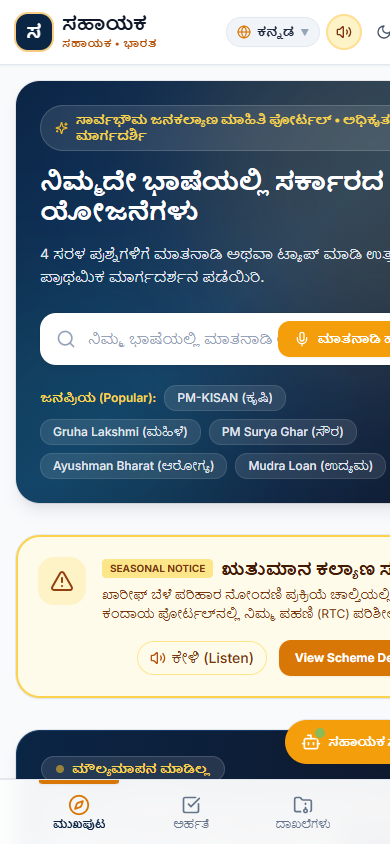 ಸ
ಸಹಾಯಕ
ಸಹಾಯಕ • ಭಾರತ
ಕನ್ನಡ
ಸಾರ್ವಭೌಮ ಜನಕಲ್ಯಾಣ ಮಾಹಿತಿ ಪೋರ್ಟಲ್ • ಅಧಿಕೃತ
ಮಾರ್ಗದರ್ಶಿ
ನಿಮ್ಮದೇ ಭಾಷೆಯಲ್ಲಿ ಸರ್ಕಾರದ
ಯೋಜನೆಗಳು
4 ಸರಳ ಪ್ರಶ್ನೆಗಳಿಗೆ ಮಾತನಾಡಿ ಅಥವಾ ಟ್ಯಾಪ್ ಮಾಡಿ
ಪ್ರಾಥಮಿಕ ಮಾರ್ಗದರ್ಶನ ಪಡೆಯಿರಿ.
ನಿಮ್ಮ ಭಾಷೆಯಲ್ಲಿ ಮಾತನಾಡಿ
ಮಾತನಾಡಿ
ಜನಪ್ರಿಯ (Popular):
PM-KISAN (ಕೃಷಿ)
Gruha Lakshmi (ಮಹಿಳೆ)
PM Surya Ghar (ಸೌರ)
Ayushman Bharat (ಆರೋಗ್ಯ)
Mudra Loan (ಉದ್ಯಮ)
SEASONAL NOTICE
ಋತುಮಾನ ಕಲ್ಯಾಣ
ಖಾರೀಫ್ ಬೆಳೆ ಪರಿಹಾರ ನೋಂದಣಿ ಪ್ರಕ್ರಿಯೆ ಚಾಲ್ತಿಯಲ್ಲಿ
ಕಂದಾಯ ಪೋರ್ಟಲ್‌ನಲ್ಲಿ ನಿಮ್ಮ ಪಹಣಿ (RTC)
ಕೇಳಿ (Listen)
View Scheme De
ಸಹಾಯಕ
ಮೌಲ್ಯಮಾಪನ ಮಾಡಿಲ್ಲ
ಮುಖಪುಟ
ಅರ್ಹತೆ
ದಾಖಲೆಗಳು